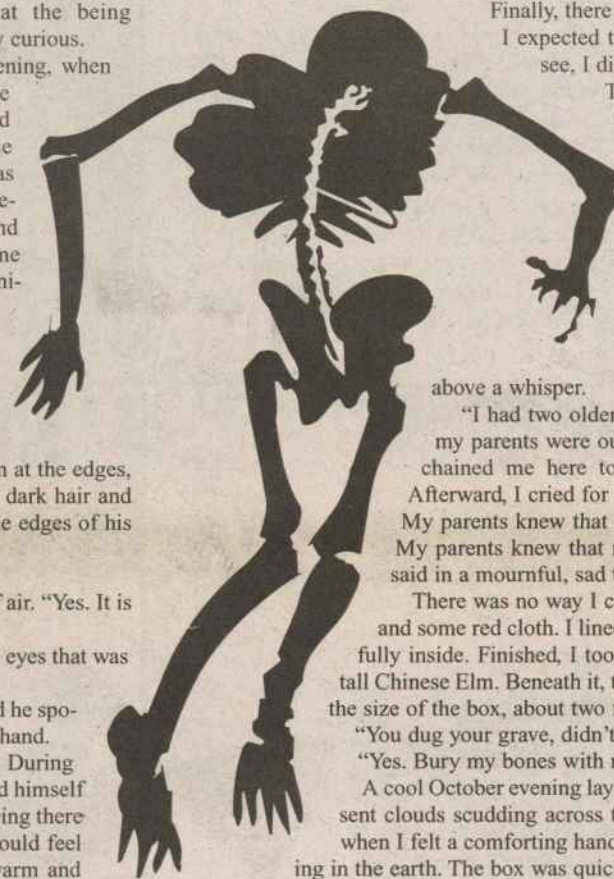 at the being
curious.
ening, when
e
d
e
as
e-
nd
me
hi-
n at the edges,
dark hair and
e edges of his
air. “Yes. It is
eyes that was
d he spo-
hand.
During
d himself
ing there
ould feel
arm and
Finally, there
I expected t
see, I di
T
above a whisper.
“I had two older
my parents were ou
chained me here to
Afterward, I cried for
My parents knew that
My parents knew that
said in a mournful, sad
There was no way I c
and some red cloth. I line
fully inside. Finished, I too
tall Chinese Elm. Beneath it, t
the size of the box, about two
“You dug your grave, didn’t
“Yes. Bury my bones with
A cool October evening lay
sent clouds scudding across t
when I felt a comforting hand
ing in the earth. The box was quic